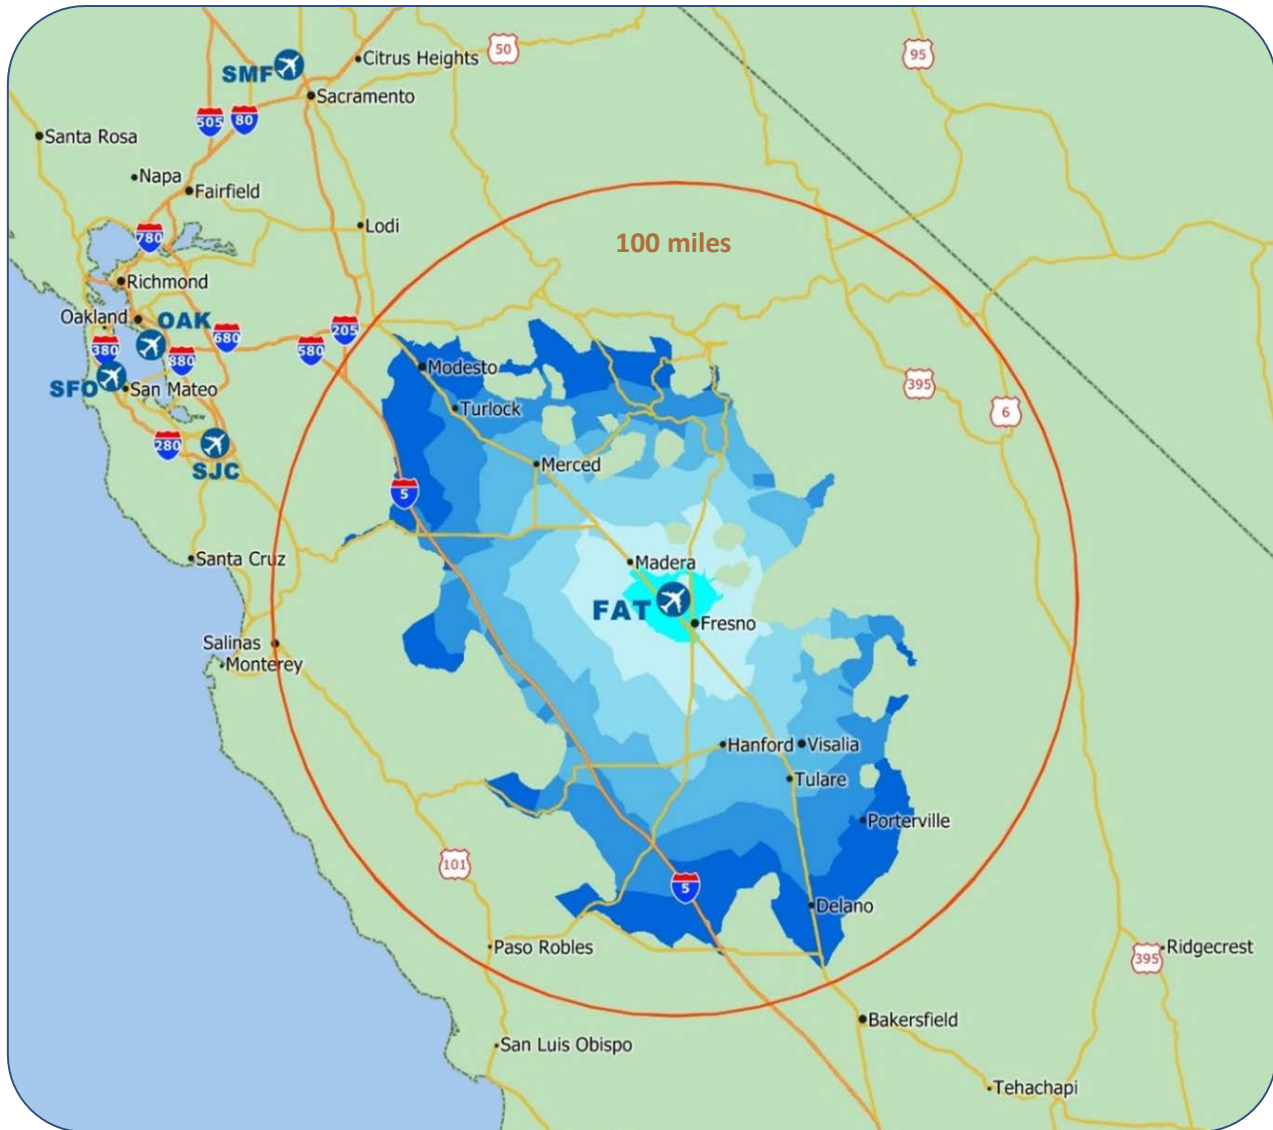 50
95
Citrus Heights
SMF
Sacramento
505
80
Santa Rosa
Napa
Fairfield
Lodi
780
100 miles
Richmond
Oakland
OAK
205
680
580
380
880
Modesto
SFO
San Mateo
395
6
Turlock
280
SJC
Merced
5
Santa Cruz
Madera
FAT
Fresno
Salinas
Monterey
Hanford
Visalia
Tulare
Porterville
101
5
Delano
Paso Robles
395
Ridgecrest
Bakersfield
San Luis Obispo
Tehachapi